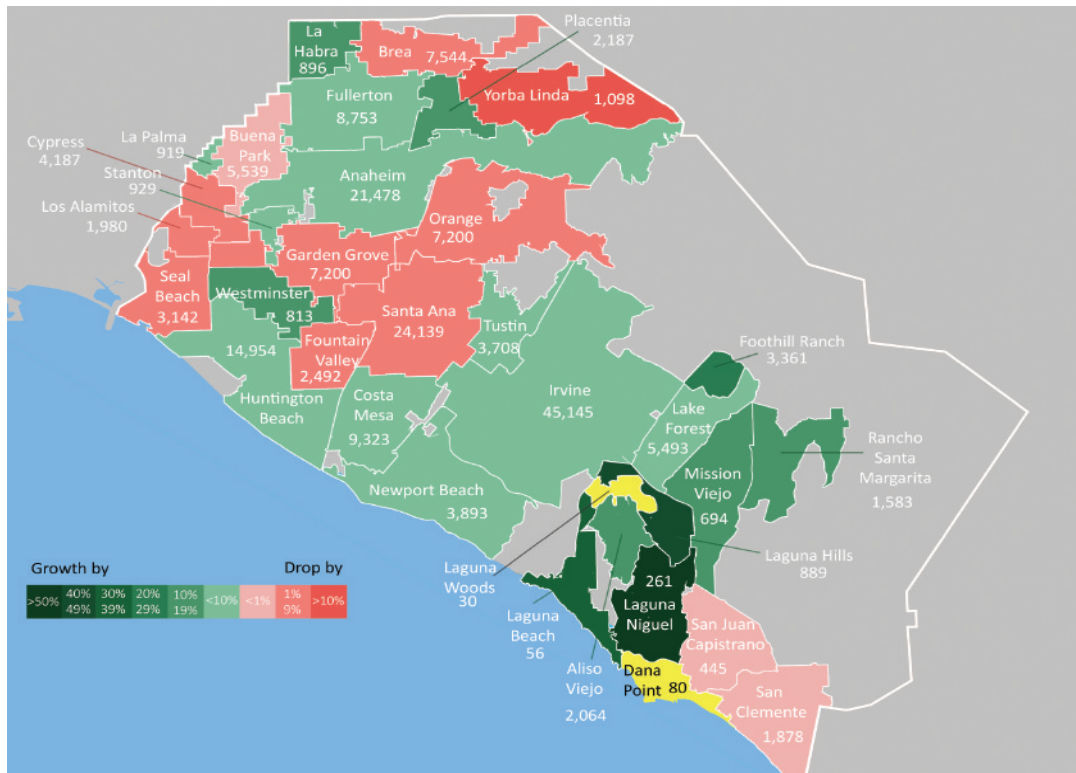 La
Habra
896
Brea 7,544
Placentia
2,187
Fullerton
8,753
Yorba Linda
1,098
Cypress
4,187
La Palma
919
Buena
Park
5,539
Stanton
929
Los Alamitos
1,980
Anaheim
21,478
Orange
7,200
Garden Grove
7,200
Seal
Beach
3,142
Westminster
813
Santa Ana
24,139
Tustin
3,708
14,954
Huntington
Beach
Fountain
Valley
2,492
Costa
Mesa
9,323
Irvine
45,145
Foothill Ranch
3,361
Lake
Forest
5,493
Rancho
Santa
Margarita
1,583
Mission
Viejo
694
Newport Beach
3,893
Laguna Hills
889
Laguna
Woods
30
Laguna
Beach
56
Aliso
Viejo
2,064
261
Laguna
Niguel
San Juan
Capistrano
445
Dana
Point 80
San
Clemente
1,878
Growth by Drop by
>50% 40% 30% 20% 10% <10% <1% 1% >10%
49% 39% 29% 19% 9%